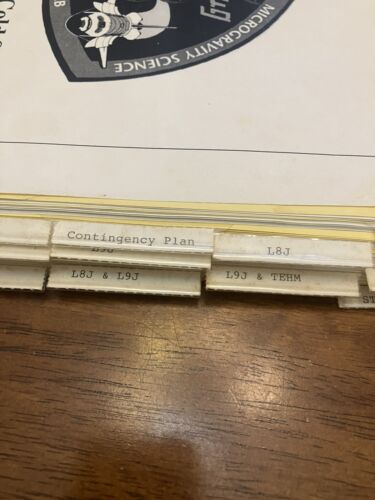 MICROGRAVITY SCIENCE
Contingency Plan
L8J
L8J & L9J
L9J & TEHM